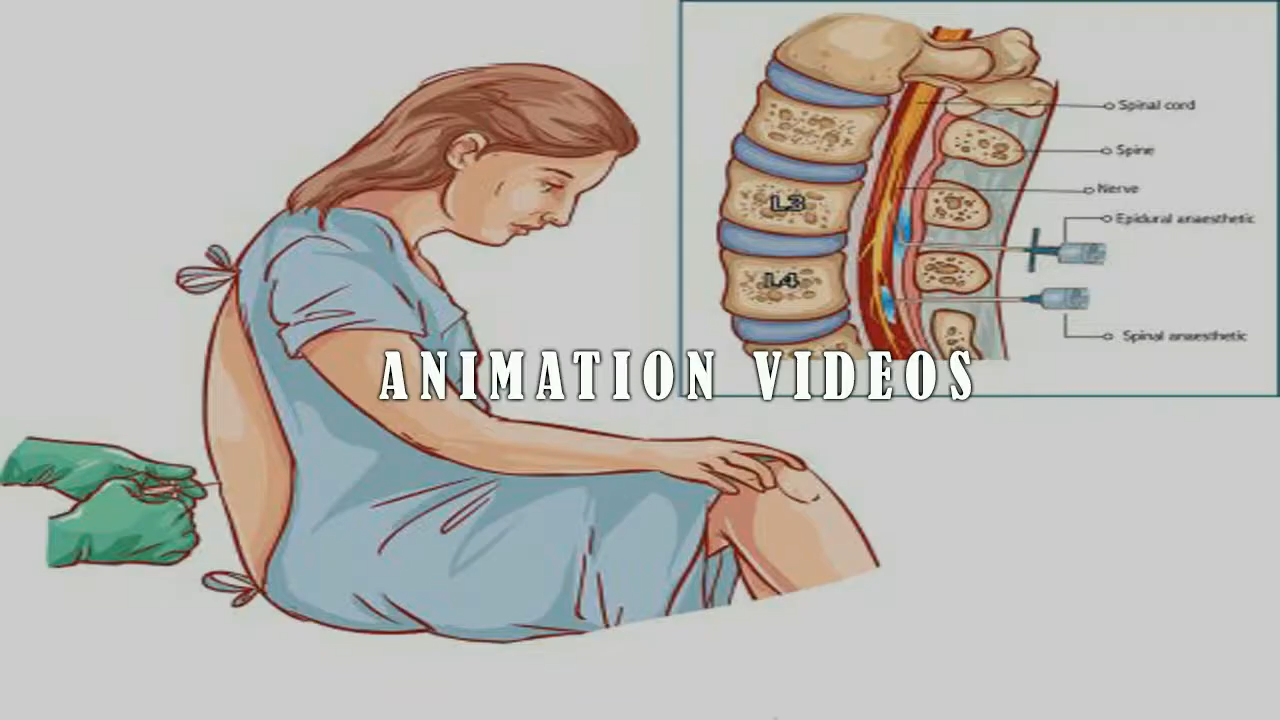 Spinal cord
Spine
Nerve
Epidural anaesthetic
Spinal anaesthetic
L3
L4
ANIMATION VIDEOS